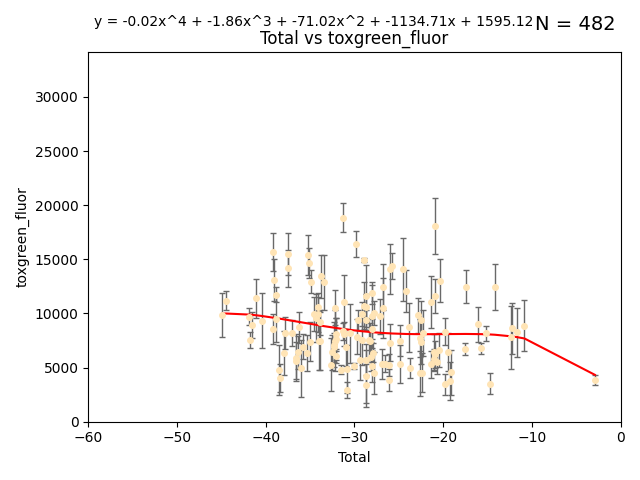 y = -0.02x^4 + -1.86x^3 + -71.02x^2 + -1134.71x + 1595.12
N = 482
Total vs toxgreen_fluor
30000
25000
20000
15000
10000
5000
0
toxgreen_fluor
−60
−50
−40
−30
−20
−10
0
Total